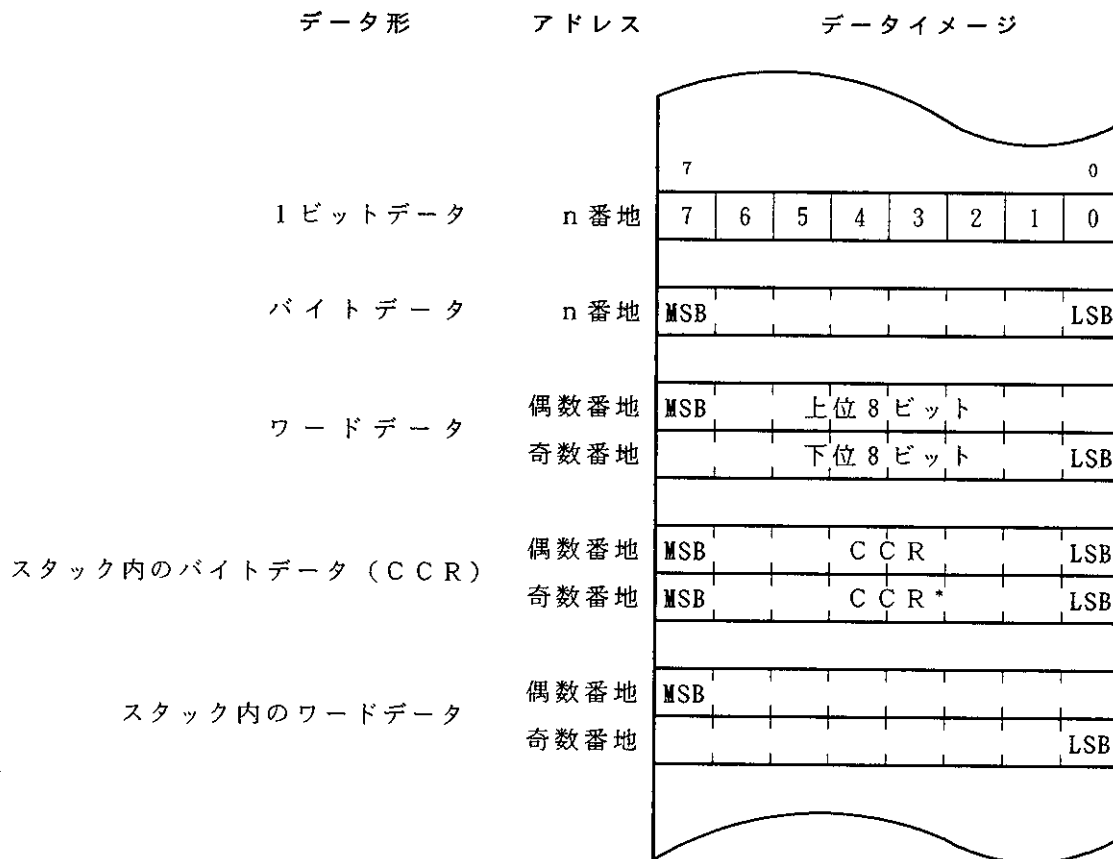 データ形 アドレス データイメージ
7 0
1ビットデータ n番地 7 6 5 4 3 2 1 0
バイトデータ n番地 MSB LSB
偶数番地 MSB 上位8ビット
ワードデータ
奇数番地 下位8ビット LSB
偶数番地 MSB CCR LSB
スタック内のバイトデータ(CCR)
奇数番地 MSB CCR* LSB
偶数番地 MSB
スタック内のワードデータ
奇数番地 LSB